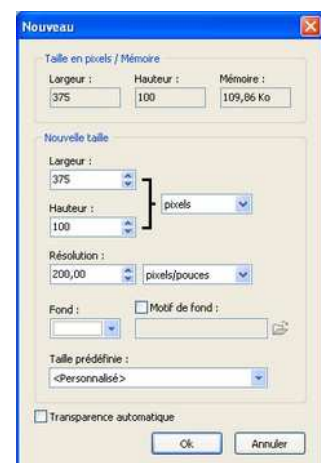 Nouveau
Taille en pixels / Mémoire
Largeur : Hauteur : Mémoire :
375 100 109,86 Ko
Nouvelle taille
Largeur :
375
pixels
Hauteur :
100
Résolution :
200,00 pixels/pouces
Fond : Motif de fond :
Taille prédéfinie :
<Personnalisé>
Transparence automatique
Ok Annuler